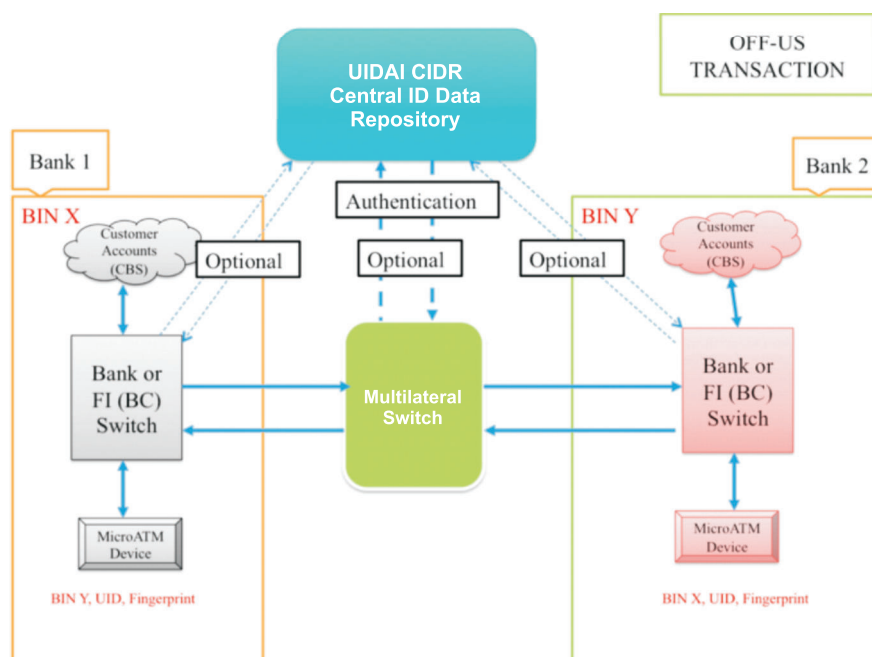 OFF-US
TRANSACTION
UIDAI CIDR
Central ID Data
Repository
Bank 1
Bank 2
Authentication
BIN X
BIN Y
Customer
Accounts
(CBS)
Customer
Accounts
(CBS)
Optional
Optional
Optional
Bank or
FI (BC)
Switch
Multilateral
Switch
Bank or
FI (BC)
Switch
MicroATM
Device
MicroATM
Device
BIN Y, UID, Fingerprint
BIN X, UID, Fingerprint